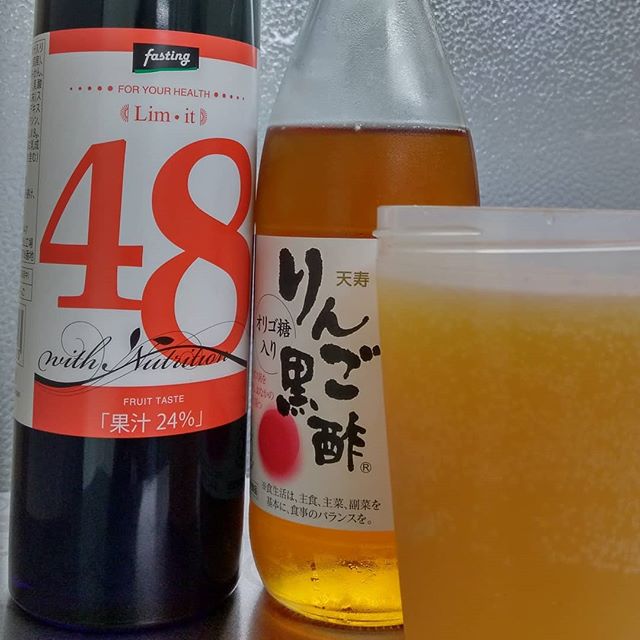 fasting
FOR YOUR HEALTH
Lim・it
48
with Nutrition
FRUIT TASTE
「果汁 24%」
天寿
りんご黒酢®
オリゴ糖
入り
※食生活は、主食、主菜、副菜を
基本に、食事のバランスを。